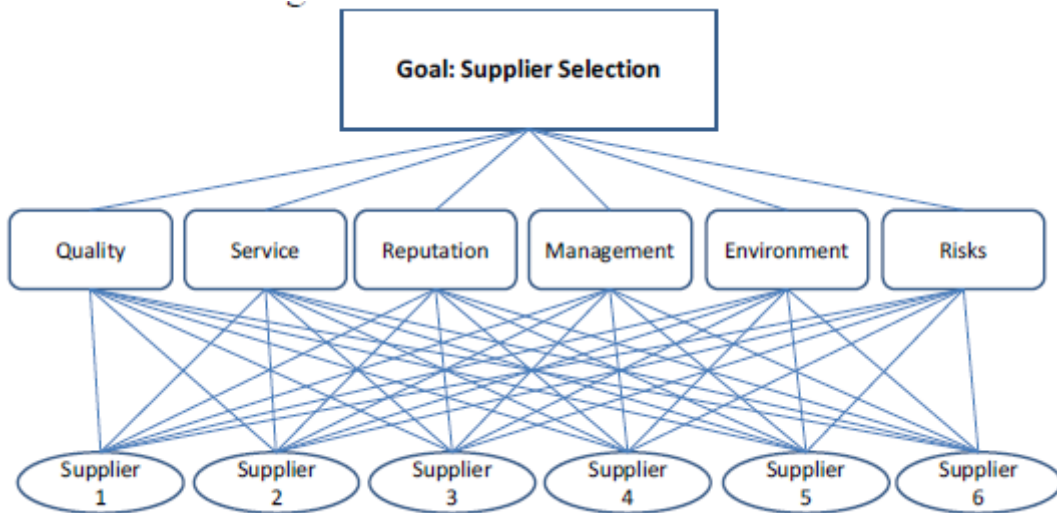 Goal: Supplier Selection
Quality
Service
Reputation
Management
Environment
Risks
Supplier
1
Supplier
2
Supplier
3
Supplier
4
Supplier
5
Supplier
6